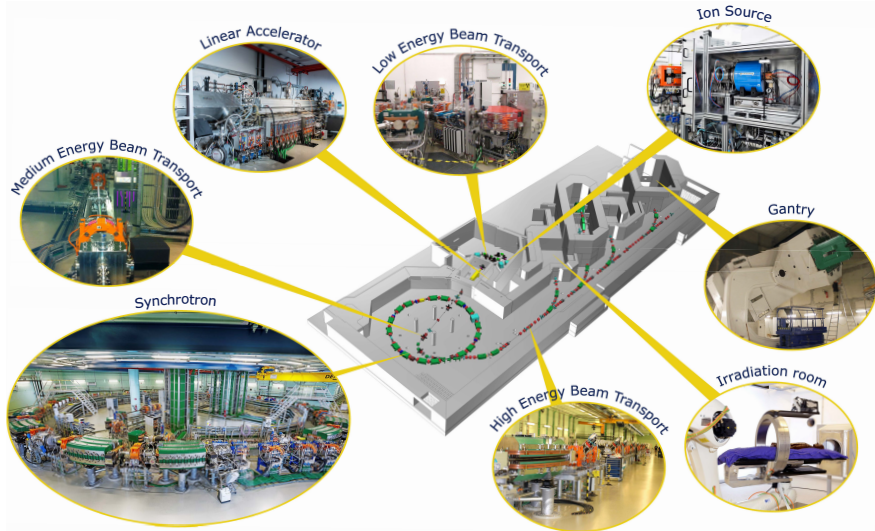 Linear Accelerator
Low Energy Beam Transport
Ion Source
Medium Energy Beam Transport
Gantry
Synchrotron
High Energy Beam Transport
Irradiation room